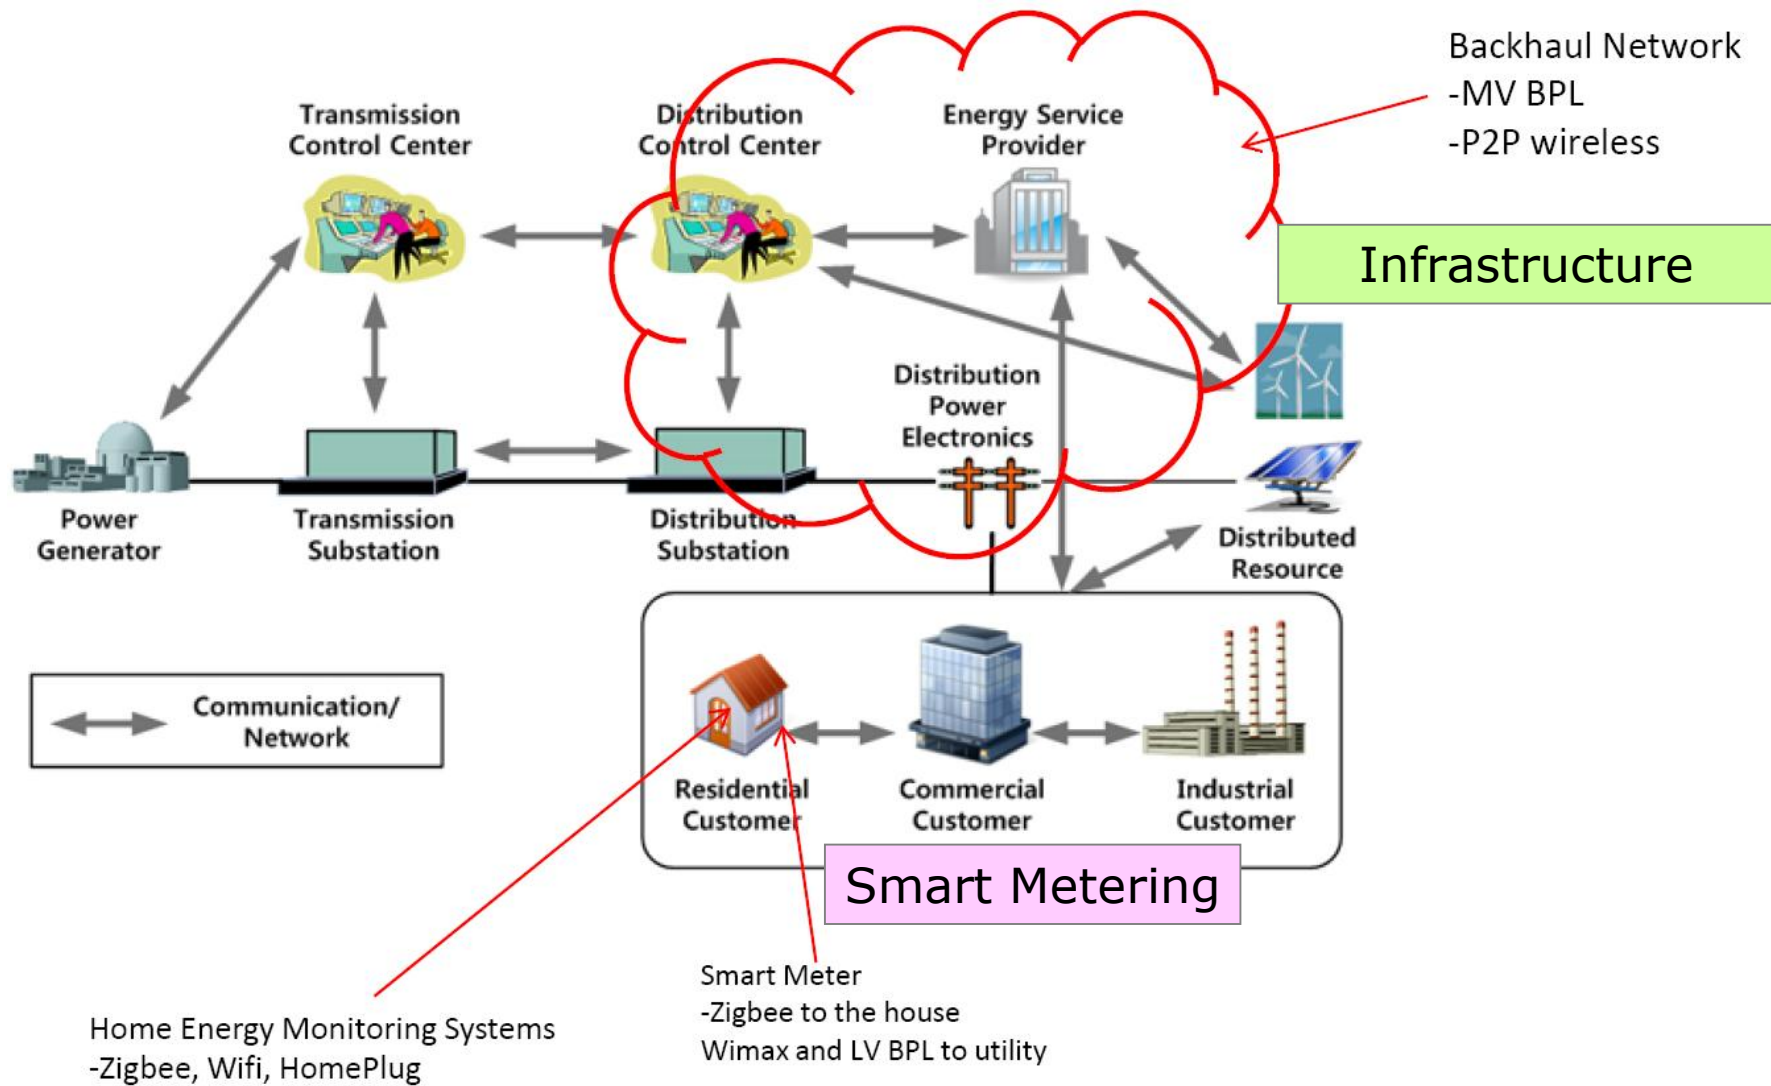 Backhaul Network
-MV BPL
-P2P wireless
Transmission
Control Center
Distribution
Control Center
Energy Service
Provider
Infrastructure
Distribution
Power
Electronics
Power
Generator
Transmission
Substation
Distribution
Substation
Distributed
Resource
Communication/
Network
Residential
Customer
Commercial
Customer
Industrial
Customer
Smart Metering
Smart Meter
-Zigbee to the house
Wimax and LV BPL to utility
Home Energy Monitoring Systems
-Zigbee, Wifi, HomePlug